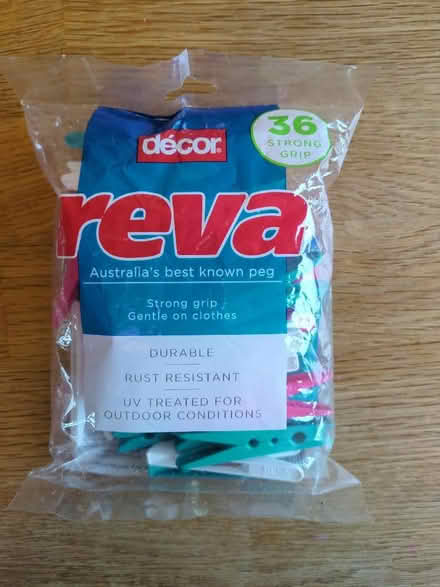 décor®
36
STRONG
GRIP
reva
Australia's best known peg
Strong grip
Gentle on clothes
DURABLE
RUST RESISTANT
UV TREATED FOR
OUTDOOR CONDITIONS